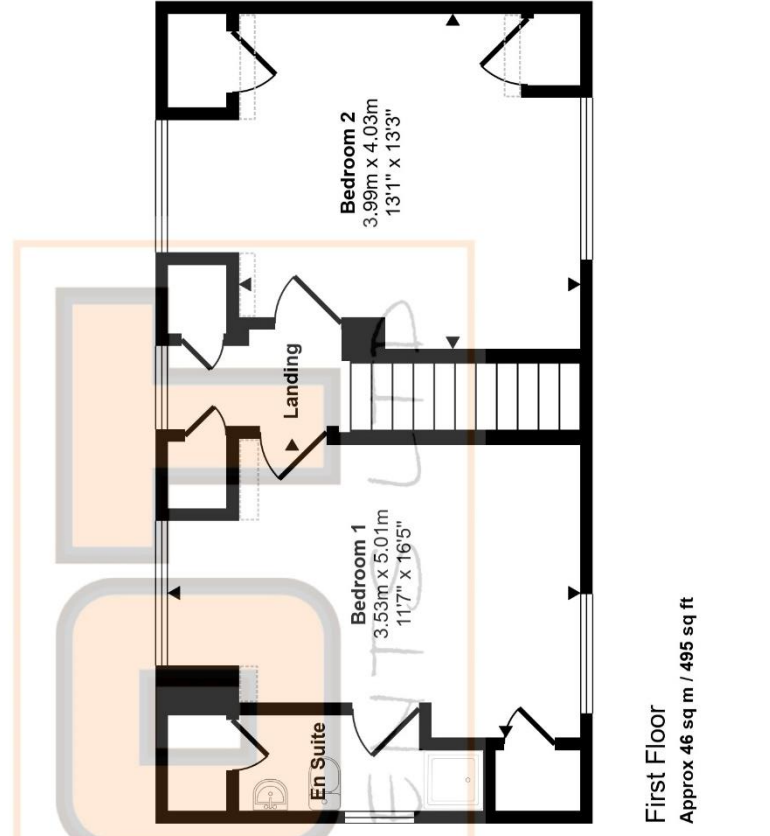 Bedroom 2
3.99m x 4.03m
13'1" x 13'3"
Landing
Bedroom 1
3.53m x 5.01m
11'7" x 16'5"
En Suite
First Floor
Approx 46 sq m / 495 sq ft